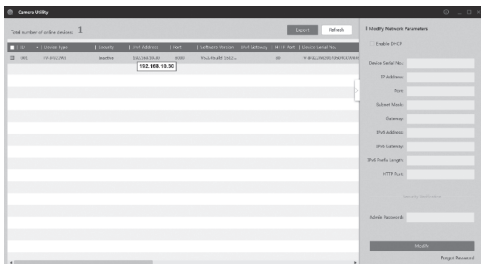 Camera Utility
Total number of online devices: 1
Export
Refresh
ID
Device Type
Security
IPv4 Address
Port
Software Version
IPv4 Gateway
HTTP Port
Device Serial No.
001
Inactive
192.168.10.36
Modify Network Parameters
Enable DHCP
Device Serial No.:
IP Address:
Port:
Subnet Mask:
Gateway:
IPv6 Address:
IPv6 Gateway:
IPv6 Prefix Length:
HTTP Port:
Admin Password:
Modify
Forgot Password